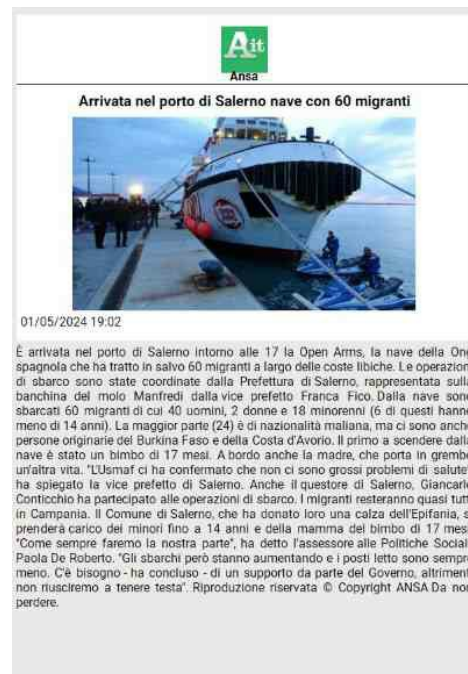 Ait
Ansa
Arrivata nel porto di Salerno nave con 60 migranti
01/05/2024 19:02
È arrivata nel porto di Salerno intorno alle 17 la Open Arms, la nave della Ong
spagnola che ha tratto in salvo 60 migranti a largo delle coste libiche. Le operazion
di sbarco sono state coordinate dalla Prefettura di Salerno, rappresentata sull
banchina del molo Manfredi dalla vice prefetto Franca Fico. Dalla nave sono
sbarcati 60 migranti di cui 40 uomini, 2 donne e 18 minorenni (6 di questi hanno
meno di 14 anni). La maggior parte (24) è di nazionalità maliana, ma ci sono anche
persone originarie del Burkina Faso e della Costa d'Avorio. Il primo a scendere dalla
nave è stato un bimbo di 17 mesi. A bordo anche la madre, che porta in grembo
un'altra vita. "L'Usmaf ci ha confermato che non ci sono grossi problemi di salute"
ha spiegato la vice prefetto di Salerno. Anche il questore di Salerno, Giancarlo
Conticchio ha partecipato alle operazioni di sbarco. I migranti resteranno quasi tutt
in Campania. Il Comune di Salerno, che ha donato loro una calza dell'Epifania, s
prenderà carico dei minori fino a 14 anni e della mamma del bimbo di 17 mes
"Come sempre faremo la nostra parte", ha detto l'assessore alle Politiche Social
Paola De Roberto. "Gli sbarchi però stanno aumentando e i posti letto sono sempre
meno. C'è bisogno - ha concluso - di un supporto da parte del Governo, altriment
non riusciremo a tenere testa". Riproduzione riservata © Copyright ANSA Da non
perdere.